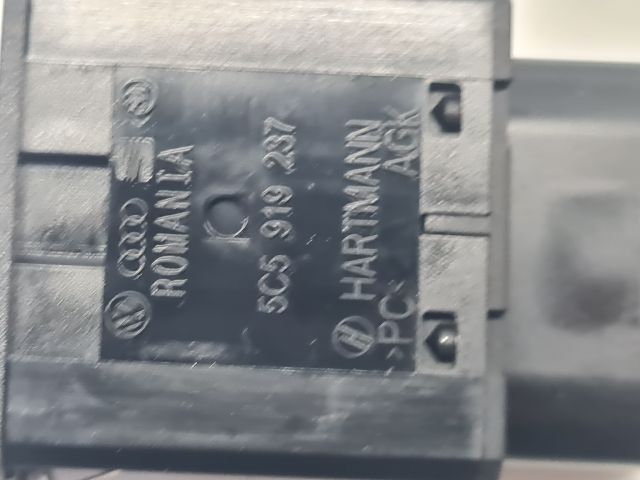 ROMANIA
5C5 919 237
HARTMANN
>PC<
AGK